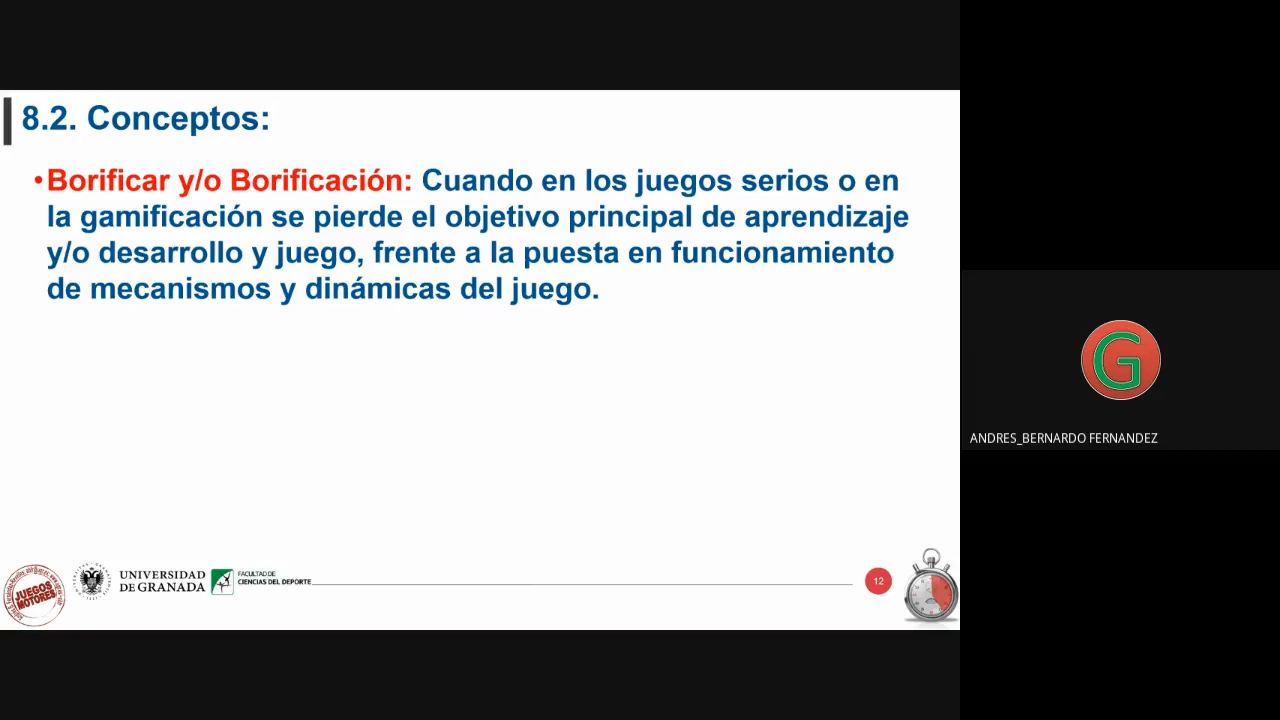 8.2. Conceptos:
•Borificar y/o Borificación: Cuando en los juegos serios o en
la gamificación se pierde el objetivo principal de aprendizaje
y/o desarrollo y juego, frente a la puesta en funcionamiento
de mecanismos y dinámicas del juego.
G
ANDRES_BERNARDO FERNANDEZ
JUEGOS
MOTORES
UNIVERSIDAD
DE GRANADA
FACULTAD DE
CIENCIAS DEL DEPORTE
12